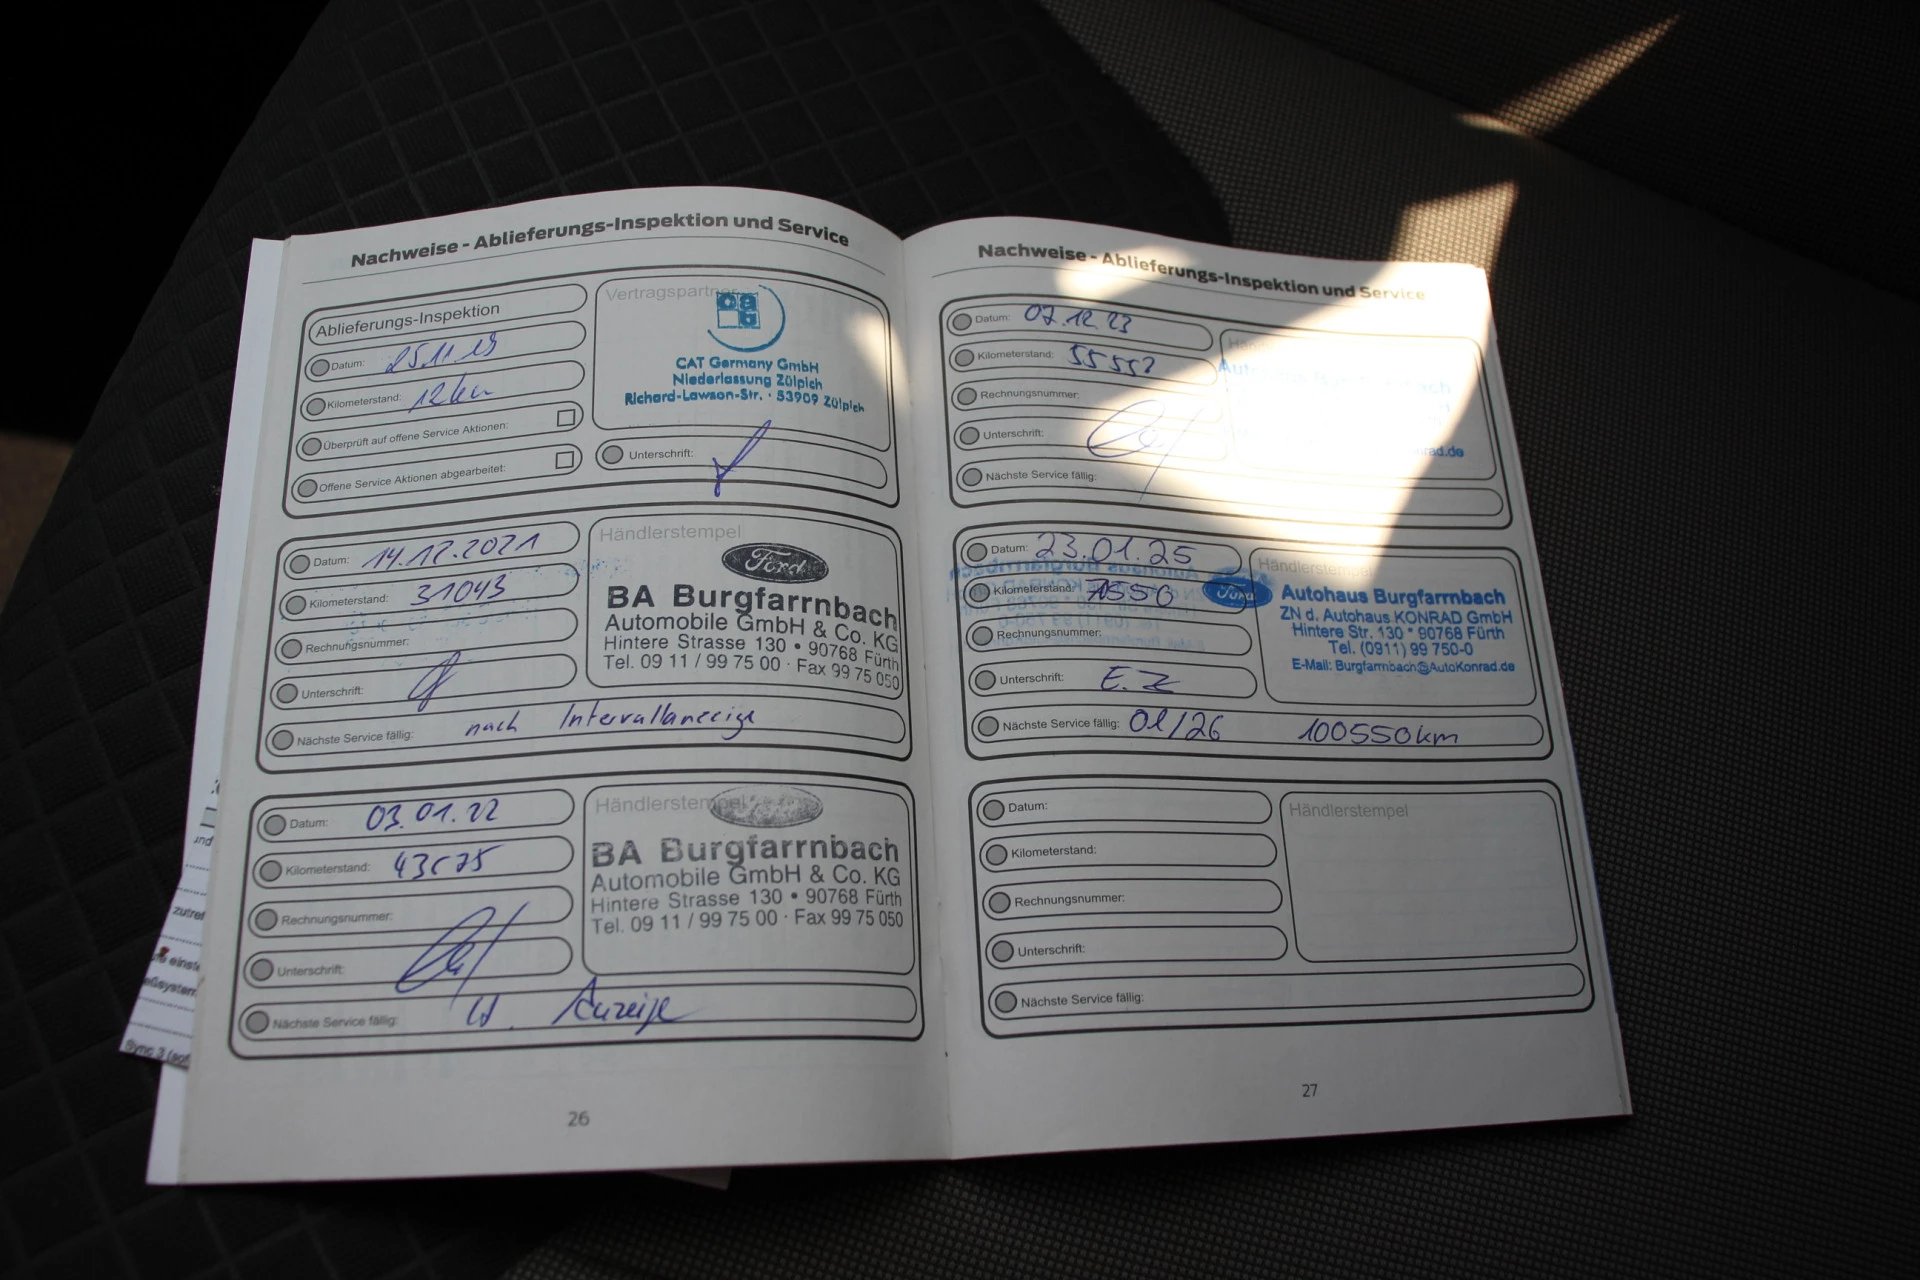 Nachweise - Ablieferungs-Inspektion und Service
Ablieferungs-Inspektion
Datum: 25.11.19
Kilometerstand: 12 km
Überprüft auf offene Service Aktionen:
Offene Service Aktionen abgearbeitet:
Vertragspartner
CAT Germany GmbH
Niederlassung Zülpich
Richard-Lawson-Str. · 53909 Zülpich
Unterschrift:
Datum: 14.12.2021
Kilometerstand: 31043
Rechnungsnummer:
Unterschrift:
Nächste Service fällig: nach Intervallanzeige
Händlerstempel
Ford
BA Burgfarrnbach
Automobile GmbH & Co. KG
Hintere Strasse 130 • 90768 Fürth
Tel. 09 11 / 99 75 00 · Fax 99 75 050
Datum: 03.01.22
Kilometerstand:
Rechnungsnummer:
Unterschrift:
Nächste Service fällig: Anzeige
Händlerstempel
BA Burgfarrnbach
Automobile GmbH & Co. KG
Hintere Strasse 130 • 90768 Fürth
Tel. 09 11 / 99 75 00 · Fax 99 75 050
26
Nachweise - Ablieferungs-Inspektion und Service
Datum: 07.12.23
Kilometerstand: 55552
Rechnungsnummer:
Unterschrift:
Nächste Service fällig:
Datum: 23.01.25
Kilometerstand:
Rechnungsnummer:
Unterschrift: E. Z
Nächste Service fällig: 01/26 100550km
Händlerstempel
Ford
Autohaus Burgfarrnbach
ZN d. Autohaus KONRAD GmbH
Hintere Str. 130 * 90768 Fürth
Tel. (0911) 99 750-0
E-Mail: Burgfarrnbach@AutoKonrad.de
Datum:
Kilometerstand:
Rechnungsnummer:
Unterschrift:
Nächste Service fällig:
Händlerstempel
27